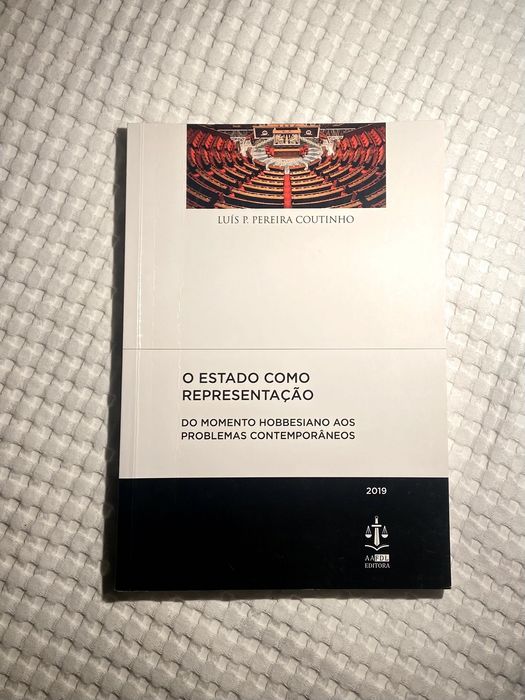 LUÍS P. PEREIRA COUTINHO
O ESTADO COMO
REPRESENTAÇÃO
DO MOMENTO HOBBESIANO AOS
PROBLEMAS CONTEMPORÂNEOS
2019
AAFDL
EDITORA